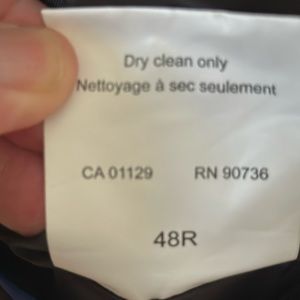 Dry clean only
Nettoyage à sec seulement
CA 01129 RN 90736
48R